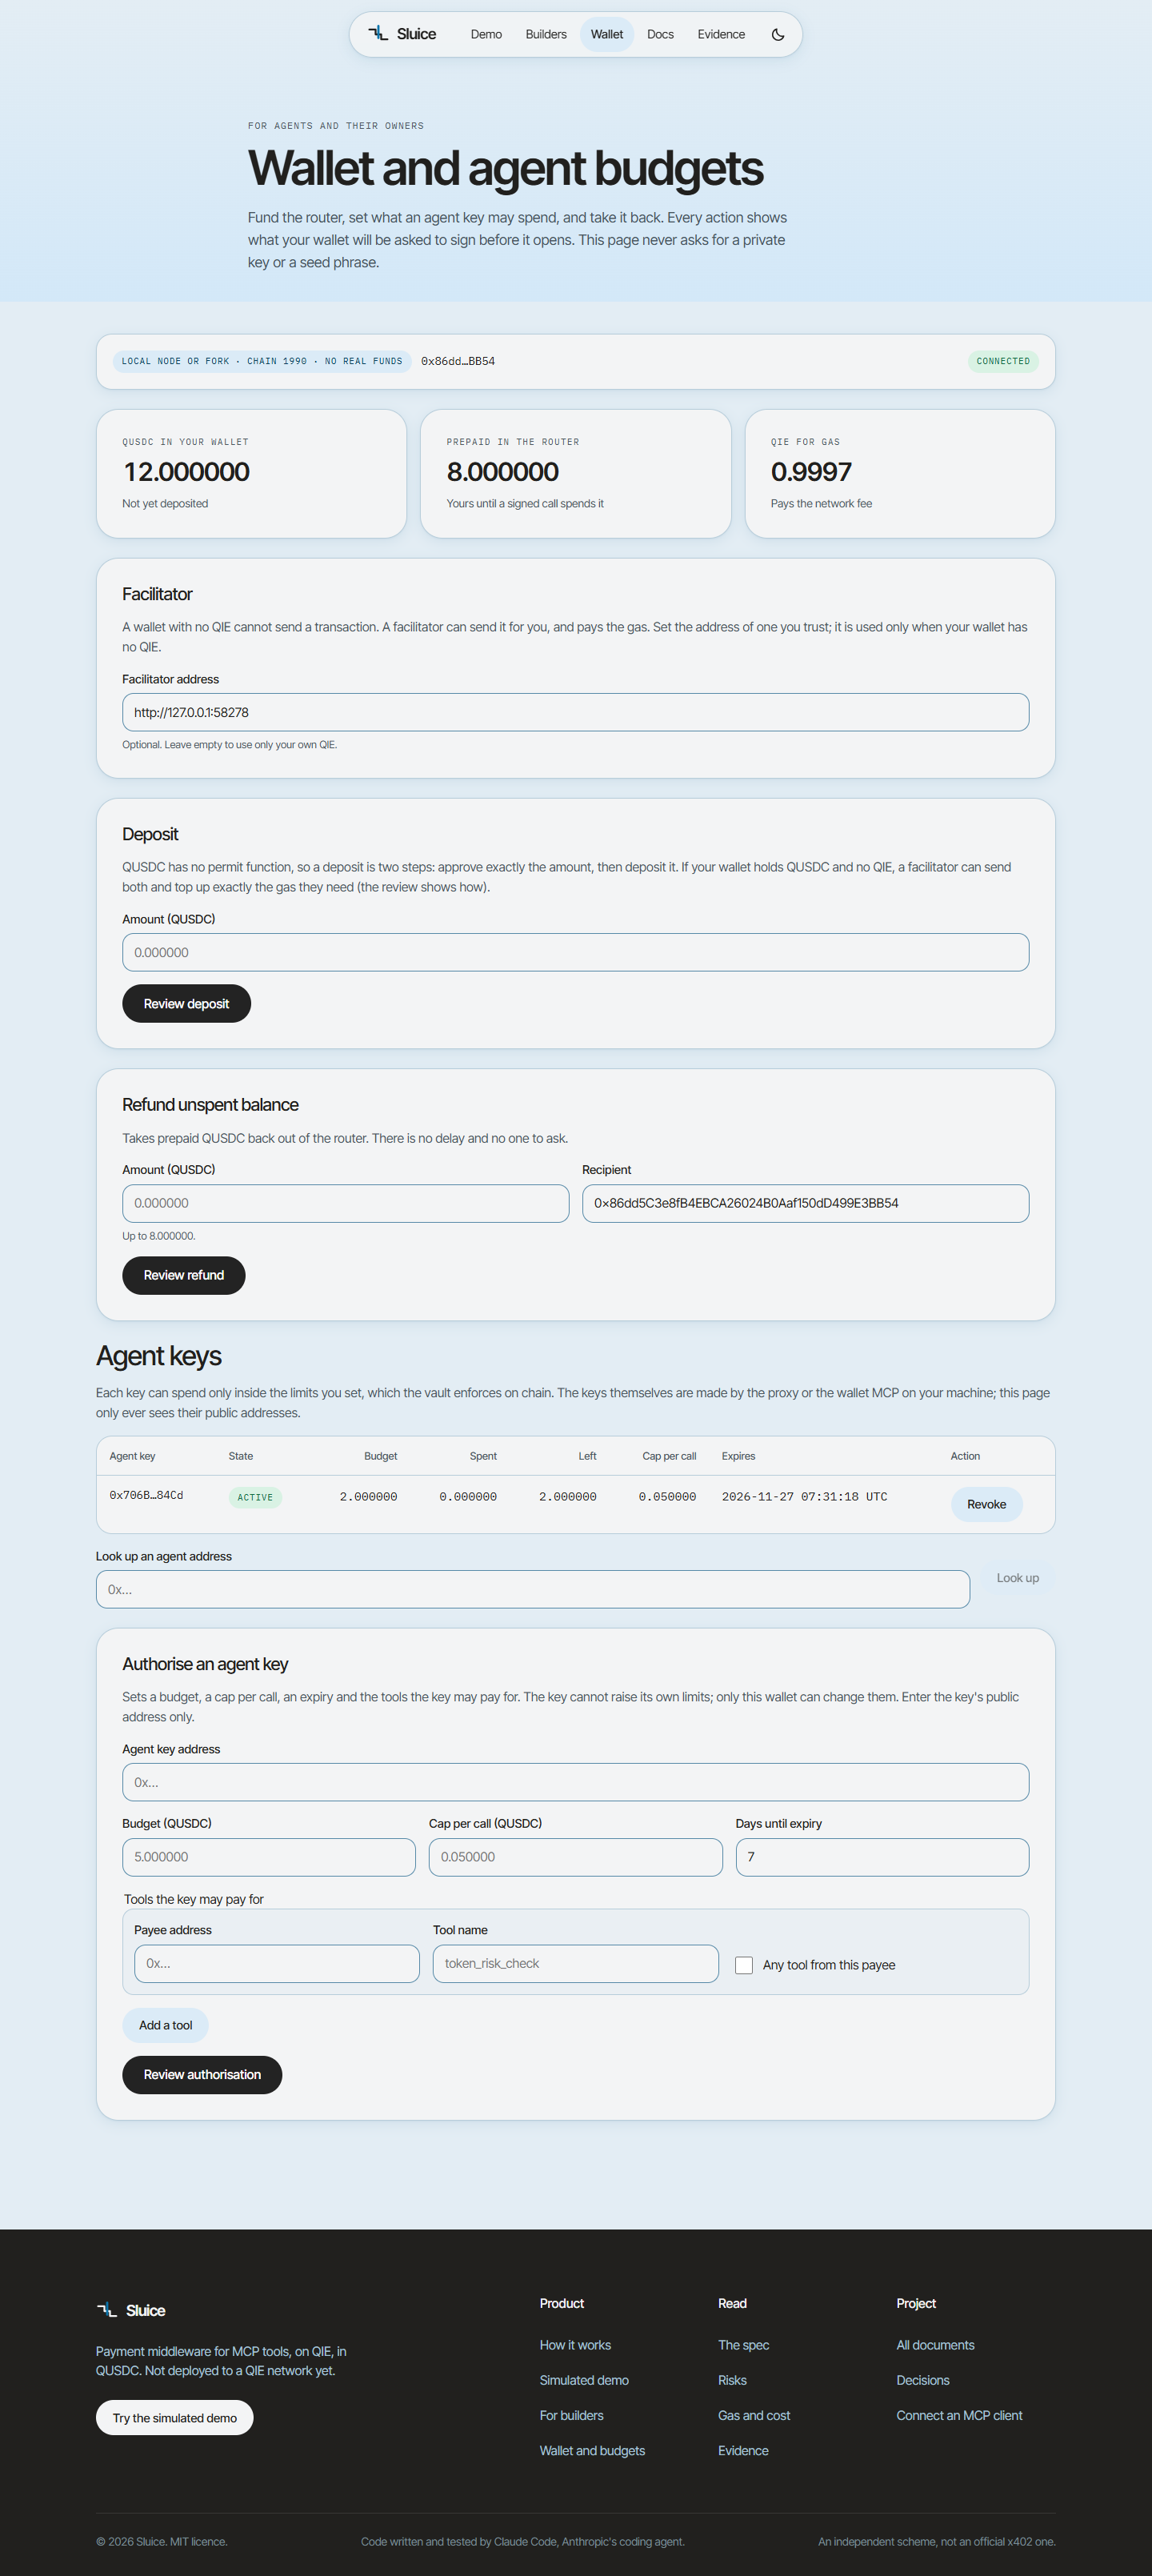 Sluice
Demo
Builders
Wallet
Docs
Evidence
FOR AGENTS AND THEIR OWNERS
Wallet and agent budgets
Fund the router, set what an agent key may spend, and take it back. Every action shows
what your wallet will be asked to sign before it opens. This page never asks for a private
key or a seed phrase.
LOCAL NODE OR FORK · CHAIN 1990 · NO REAL FUNDS
0x86dd…BB54
CONNECTED
QUSDC IN YOUR WALLET
12.000000
Not yet deposited
PREPAID IN THE ROUTER
8.000000
Yours until a signed call spends it
QIE FOR GAS
0.9997
Pays the network fee
Facilitator
A wallet with no QIE cannot send a transaction. A facilitator can send it for you, and pays the gas. Set the address of one you trust; it is used only when your wallet has
no QIE.
Facilitator address
http://127.0.0.1:58278
Optional. Leave empty to use only your own QIE.
Deposit
QUSDC has no permit function, so a deposit is two steps: approve exactly the amount, then deposit it. If your wallet holds QUSDC and no QIE, a facilitator can send
both and top up exactly the gas they need (the review shows how).
Amount (QUSDC)
0.000000
Review deposit
Refund unspent balance
Takes prepaid QUSDC back out of the router. There is no delay and no one to ask.
Amount (QUSDC)
Recipient
0.000000
0x86dd5C3e8fB4EBCA26024B0Aaf150dD499E3BB54
Up to 8.000000.
Review refund
Agent keys
Each key can spend only inside the limits you set, which the vault enforces on chain. The keys themselves are made by the proxy or the wallet MCP on your machine; this page
only ever sees their public addresses.
Agent key
State
Budget
Spent
Left
Cap per call
Expires
Action
0x706B…84Cd
ACTIVE
2.000000
0.000000
2.000000
0.050000
2026-11-27 07:31:18 UTC
Revoke
Look up an agent address
0x…
Look up
Authorise an agent key
Sets a budget, a cap per call, an expiry and the tools the key may pay for. The key cannot raise its own limits; only this wallet can change them. Enter the key's public
address only.
Agent key address
0x…
Budget (QUSDC)
Cap per call (QUSDC)
Days until expiry
5.000000
0.050000
7
Tools the key may pay for
Payee address
Tool name
0x…
token_risk_check
Any tool from this payee
Add a tool
Review authorisation
Sluice
Payment middleware for MCP tools, on QIE, in
QUSDC. Not deployed to a QIE network yet.
Try the simulated demo
Product
How it works
Simulated demo
For builders
Wallet and budgets
Read
The spec
Risks
Gas and cost
Evidence
Project
All documents
Decisions
Connect an MCP client
© 2026 Sluice. MIT licence.
Code written and tested by Claude Code, Anthropic's coding agent.
An independent scheme, not an official x402 one.